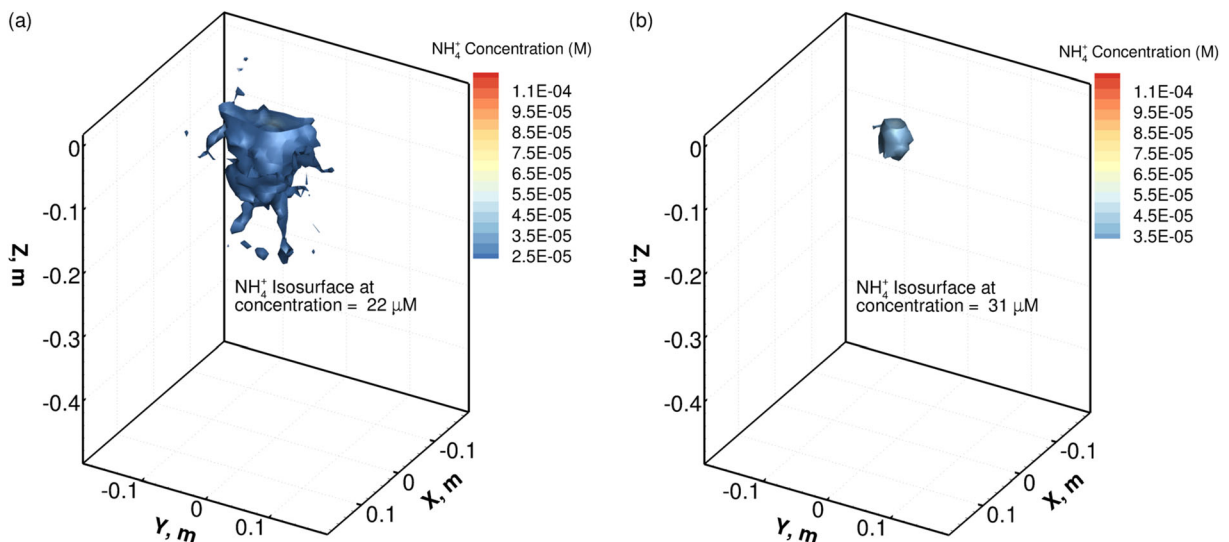 (a)
NH₄⁺ Concentration (M)
1.1E-04
9.5E-05
8.5E-05
7.5E-05
6.5E-05
5.5E-05
4.5E-05
3.5E-05
2.5E-05
0
-0.1
-0.2
-0.3
-0.4
Z, m
NH₄⁺ Isosurface at
concentration = 22 μM
-0.1
0
0.1
Y, m
-0.1
0
0.1
X, m
(b)
NH₄⁺ Concentration (M)
1.1E-04
9.5E-05
8.5E-05
7.5E-05
6.5E-05
5.5E-05
4.5E-05
3.5E-05
0
-0.1
-0.2
-0.3
-0.4
Z, m
NH₄⁺ Isosurface at
concentration = 31 μM
-0.1
0
0.1
Y, m
-0.1
0
0.1
X, m